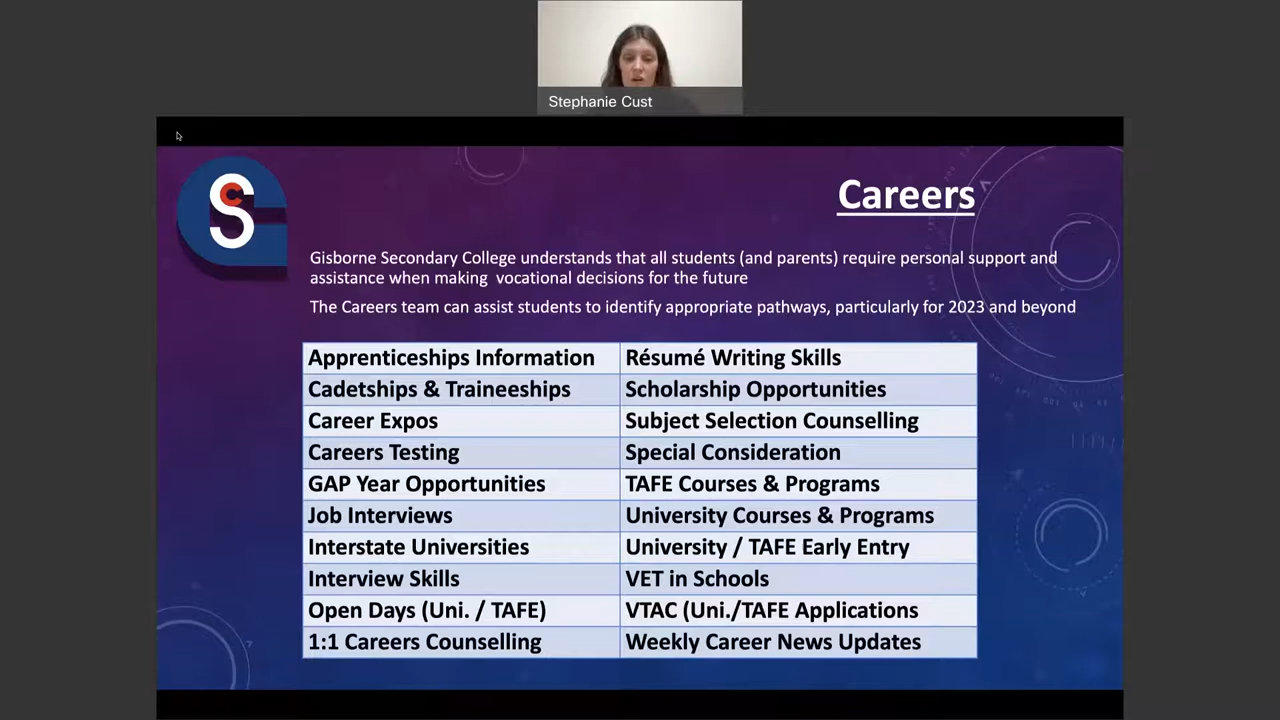 Stephanie Cust
Careers
Gisborne Secondary College understands that all students (and parents) require personal support and
assistance when making vocational decisions for the future
The Careers team can assist students to identify appropriate pathways, particularly for 2023 and beyond
Apprenticeships Information
Résumé Writing Skills
Cadetships & Traineeships
Scholarship Opportunities
Career Expos
Subject Selection Counselling
Careers Testing
Special Consideration
GAP Year Opportunities
TAFE Courses & Programs
Job Interviews
University Courses & Programs
Interstate Universities
University / TAFE Early Entry
Interview Skills
VET in Schools
Open Days (Uni. / TAFE)
VTAC (Uni./TAFE Applications
1:1 Careers Counselling
Weekly Career News Updates